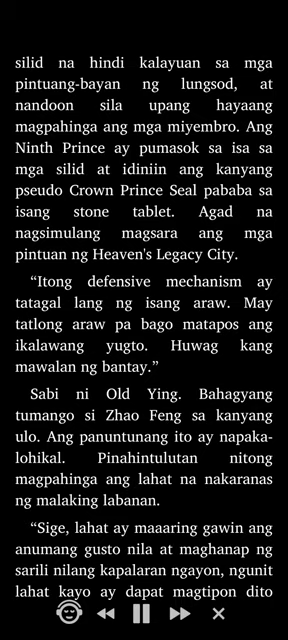 silid na hindi kalayuan sa mga
pintuang-bayan ng lungsod, at
nandoon sila upang hayaang
magpahinga ang mga miyembro. Ang
Ninth Prince ay pumasok sa isa sa
mga silid at idiniin ang kanyang
pseudo Crown Prince Seal pababa sa
isang stone tablet. Agad na
nagsimulang magsara ang mga
pintuan ng Heaven's Legacy City.
“Itong defensive mechanism ay
tatagal lang ng isang araw. May
tatlong araw pa bago matapos ang
ikalawang yugto. Huwag kang
mawalan ng bantay.”
Sabi ni Old Ying. Bahagyang
tumango si Zhao Feng sa kanyang
ulo. Ang panuntunang ito ay napaka-
lohikal. Pinahintulutan nitong
magpahinga ang lahat na nakaranas
ng malaking labanan.
“Sige, lahat ay maaaring gawin ang
anumang gusto nila at maghanap ng
sarili nilang kapalaran ngayon, ngunit
lahat kayo ay dapat magtipon dito